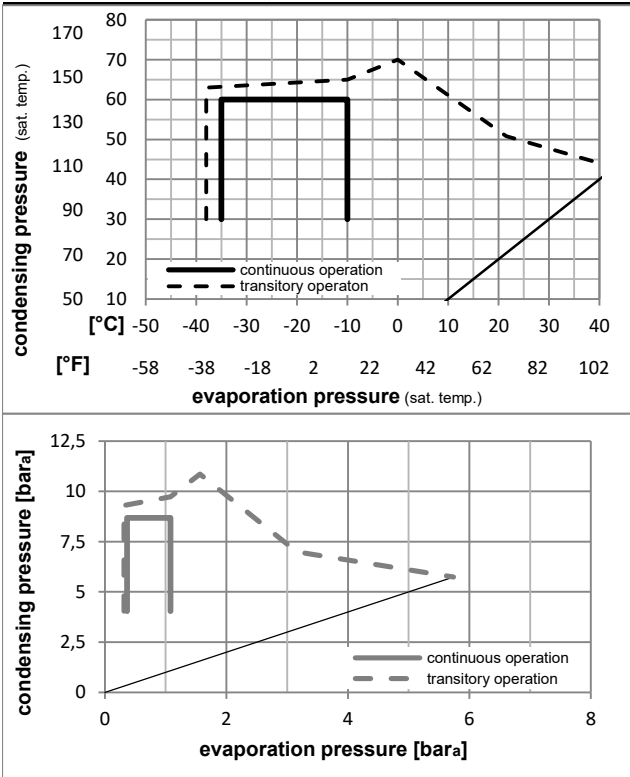 condensing pressure (sat. temp.)
170 80
70
150
60
130
50
110
40
90
30
70
20
50 10
continuous operation
transitory operaton
[°C] -50 -40 -30 -20 -10 0 10 20 30 40
[°F] -58 -38 -18 2 22 42 62 82 102
evaporation pressure (sat. temp.)
condensing pressure [bara]
12,5
10
7,5
5
2,5
0
continuous operation
transitory operation
0 2 4 6 8
evaporation pressure [bara]